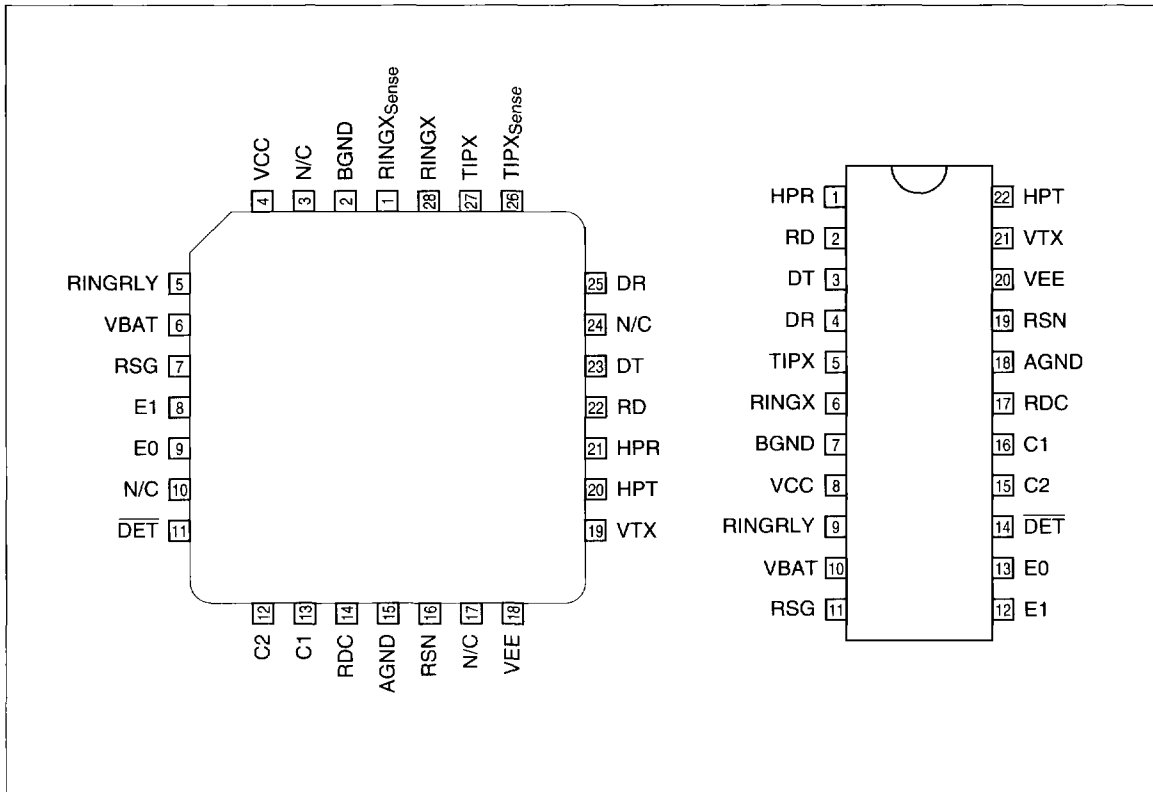 VCC
N/C
BGND
RINGXSense
RINGX
TIPX
TIPXSense
4
3
2
1
28
27
26
RINGRLY 5
VBAT 6
RSG 7
E1 8
E0 9
N/C 10
DET 11
25 DR
24 N/C
23 DT
22 RD
21 HPR
20 HPT
19 VTX
12
13
14
15
16
17
18
C2
C1
RDC
AGND
RSN
N/C
VEE
HPR 1
RD 2
DT 3
DR 4
TIPX 5
RINGX 6
BGND 7
VCC 8
RINGRLY 9
VBAT 10
RSG 11
22 HPT
21 VTX
20 VEE
19 RSN
18 AGND
17 RDC
16 C1
15 C2
14 DET
13 E0
12 E1